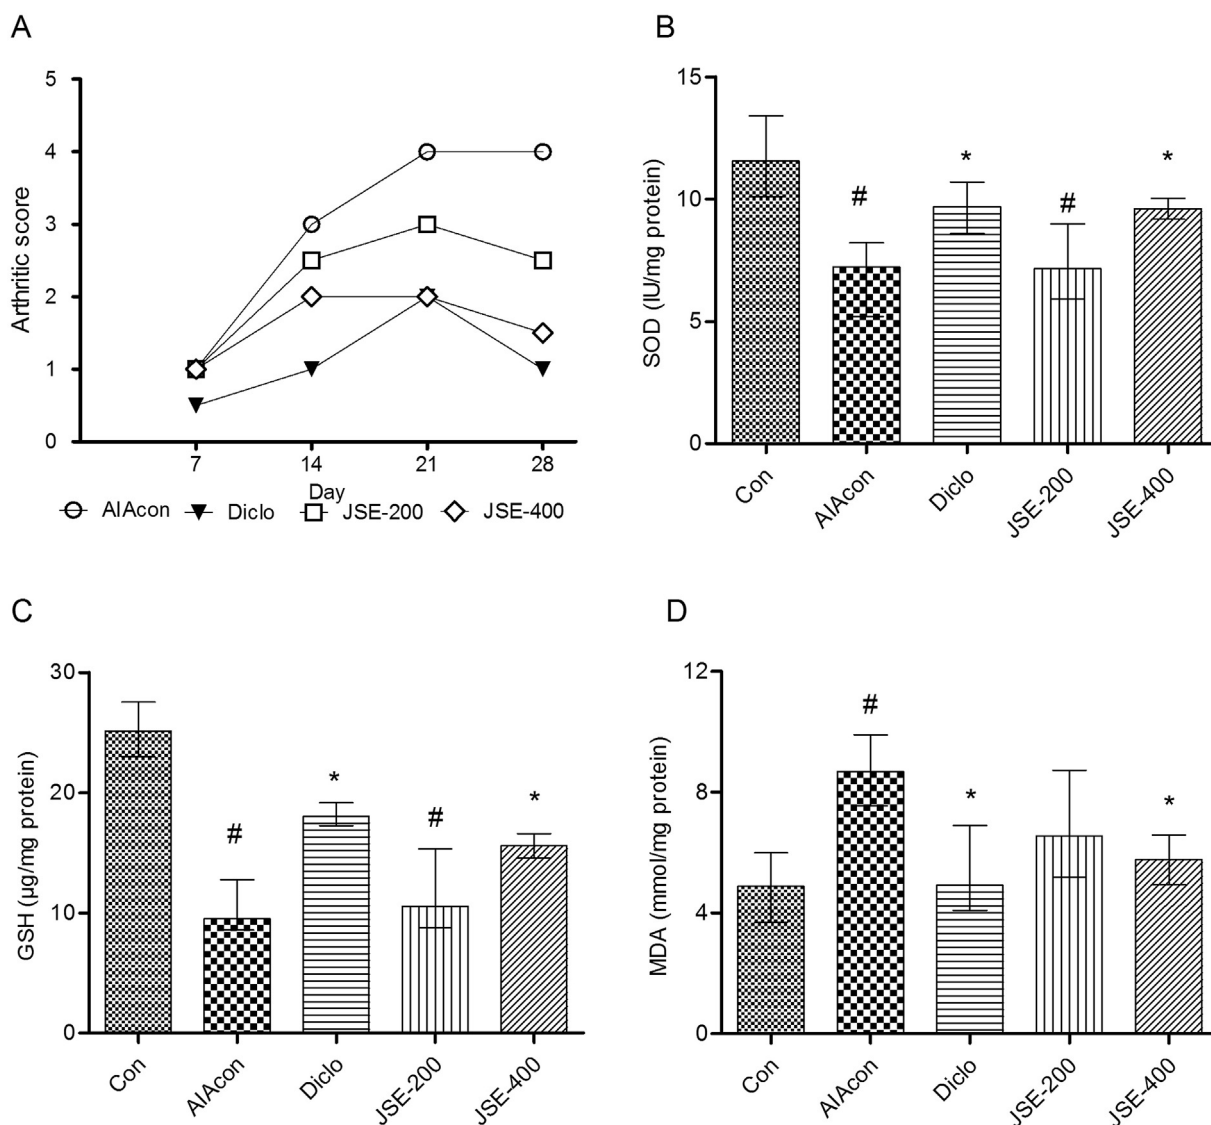 A
Arthritic score
5
4
3
2
1
0
7 14 21 28
Day
AIAcon Diclo JSE-200 JSE-400
B
SOD (IU/mg protein)
15
10
5
0
# * # *
Con AIAcon Diclo JSE-200 JSE-400
C
GSH (µg/mg protein)
30
20
10
0
# * # *
Con AIAcon Diclo JSE-200 JSE-400
D
MDA (nmol/mg protein)
12
8
4
0
# * *
Con AIAcon Diclo JSE-200 JSE-400